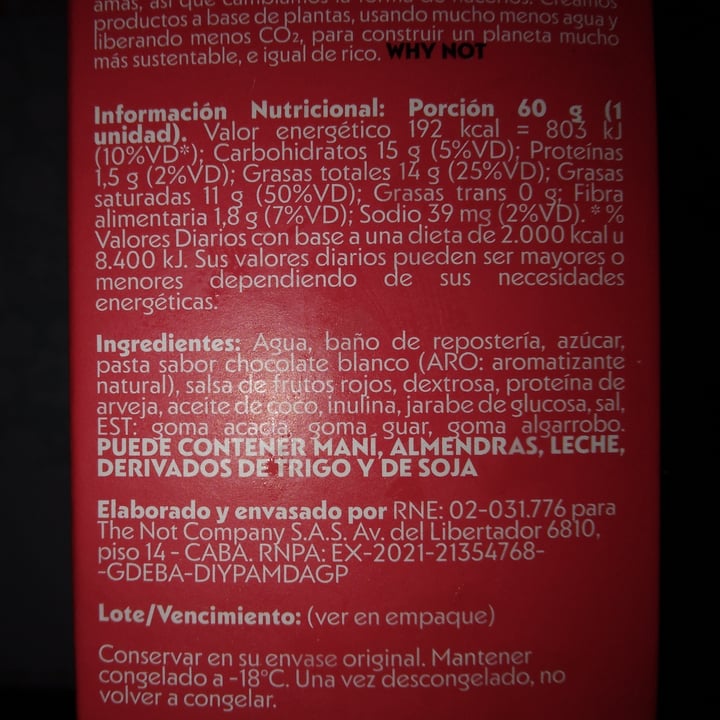 amas, así que cambiamos la forma de hacerlos. Creamos
productos a base de plantas, usando mucho menos agua y
liberando menos CO₂, para construir un planeta mucho
más sustentable, e igual de rico. WHY NOT
Información Nutricional: Porción 60 g (1
unidad). Valor energético 192 kcal = 803 kJ
(10%VD*); Carbohidratos 15 g (5%VD); Proteínas
1,5 g (2%VD); Grasas totales 14 g (25%VD); Grasas
saturadas 11 g (50%VD); Grasas trans 0 g; Fibra
alimentaria 1,8 g (7%VD); Sodio 39 mg (2%VD). * %
Valores Diarios con base a una dieta de 2.000 kcal u
8.400 kJ. Sus valores diarios pueden ser mayores o
menores dependiendo de sus necesidades
energéticas.
Ingredientes: Agua, baño de repostería, azúcar,
pasta sabor chocolate blanco (ARO: aromatizante
natural), salsa de frutos rojos, dextrosa, proteína de
arveja, aceite de coco, inulina, jarabe de glucosa, sal,
EST: goma acacia, goma guar, goma algarrobo.
PUEDE CONTENER MANÍ, ALMENDRAS, LECHE,
DERIVADOS DE TRIGO Y DE SOJA
Elaborado y envasado por RNE: 02-031.776 para
The Not Company S.A.S. Av. del Libertador 6810,
piso 14 - CABA. RNPA: EX-2021-21354768-
-GDEBA-DIYPAMDAGP
Lote/Vencimiento: (ver en empaque)
Conservar en su envase original. Mantener
congelado a -18°C. Una vez descongelado, no
volver a congelar.